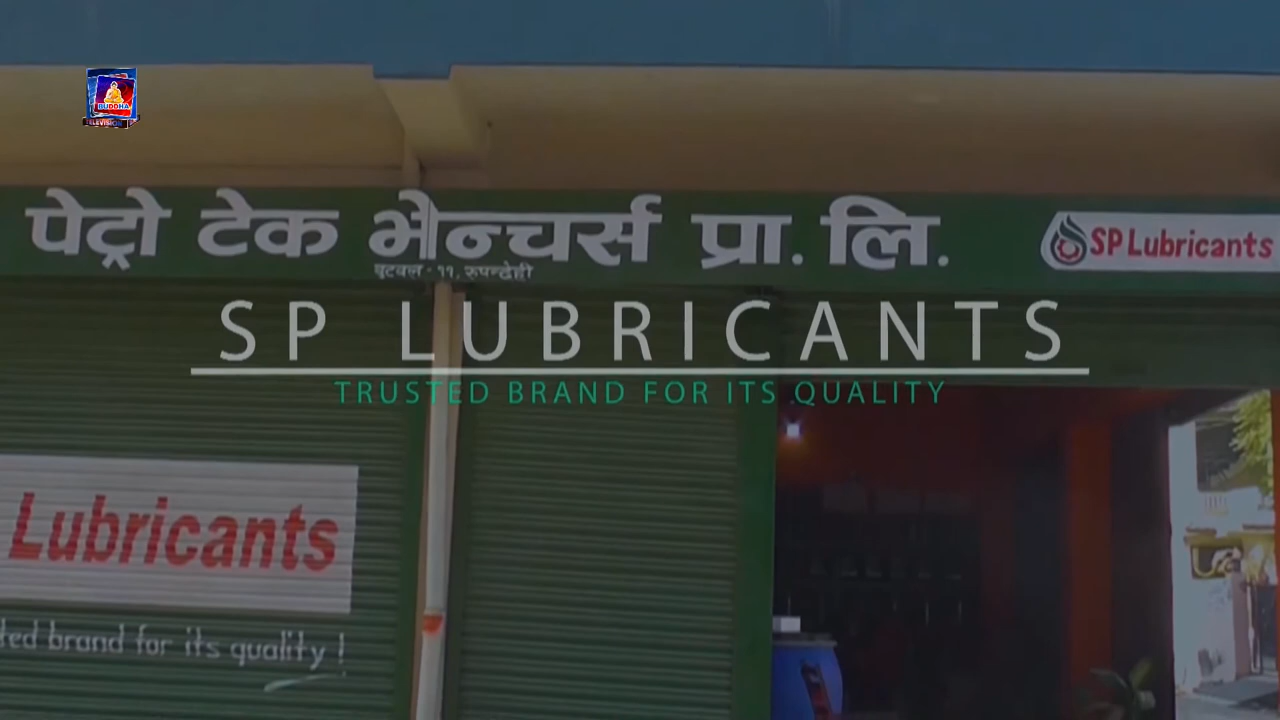 BUDDHA
TELEVISION
पेट्रो टेक भेन्चर्स प्रा. लि.
बूटवल - ११, रुपन्देही
SP Lubricants
SP LUBRICANTS
TRUSTED BRAND FOR ITS QUALITY
Lubricants
ted brand for its quality !